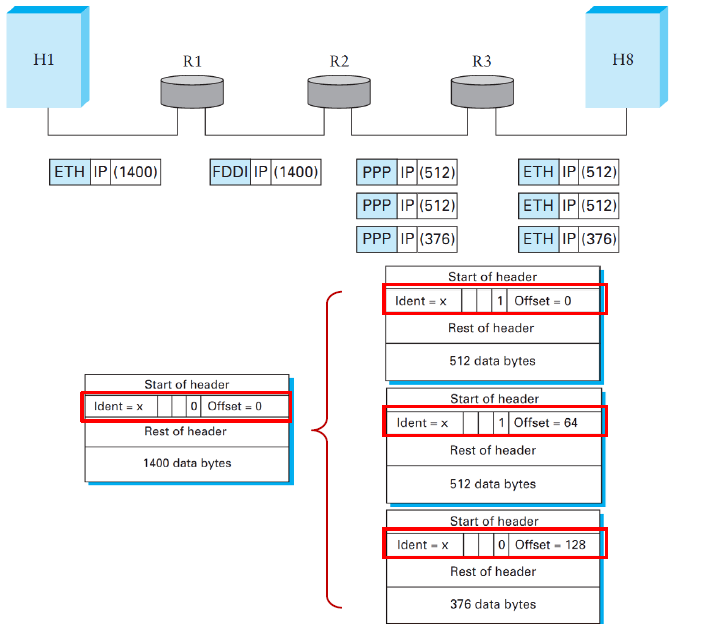 H1 R1 R2 R3 H8
ETH IP (1400) FDDI IP (1400) PPP IP (512) ETH IP (512)
PPP IP (512) ETH IP (512)
PPP IP (376) ETH IP (376)
Start of header
Ident = x 1 Offset = 0
Rest of header
512 data bytes
Start of header
Ident = x 0 Offset = 0
Rest of header
1400 data bytes
Start of header
Ident = x 1 Offset = 64
Rest of header
512 data bytes
Start of header
Ident = x 0 Offset = 128
Rest of header
376 data bytes